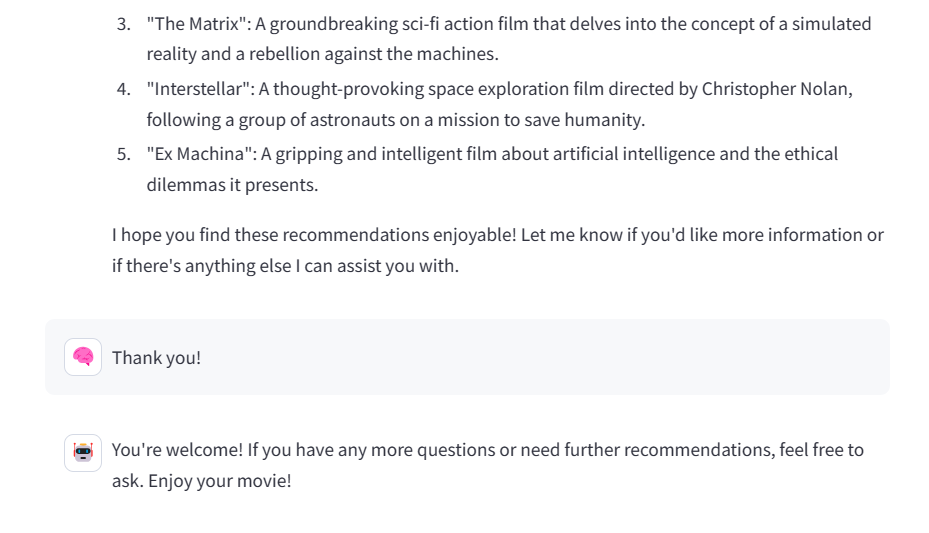 3. "The Matrix": A groundbreaking sci-fi action film that delves into the concept of a simulated
reality and a rebellion against the machines.
4. "Interstellar": A thought-provoking space exploration film directed by Christopher Nolan,
following a group of astronauts on a mission to save humanity.
5. "Ex Machina": A gripping and intelligent film about artificial intelligence and the ethical
dilemmas it presents.
I hope you find these recommendations enjoyable! Let me know if you'd like more information or
if there's anything else I can assist you with.
Thank you!
You're welcome! If you have any more questions or need further recommendations, feel free to
ask. Enjoy your movie!